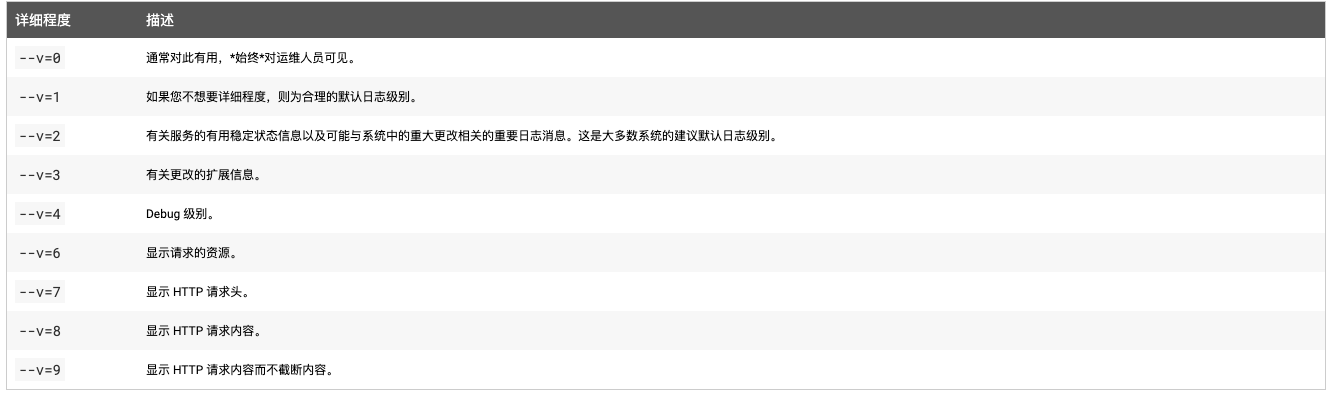 详细程度 描述
--v=0 通常对此有用，*始终*对运维人员可见。
--v=1 如果您不想要详细程度，则为合理的默认日志级别。
--v=2 有关服务的有用稳定状态信息以及可能与系统中的重大更改相关的重要日志消息。这是大多数系统的建议默认日志级别。
--v=3 有关更改的扩展信息。
--v=4 Debug 级别。
--v=6 显示请求的资源。
--v=7 显示 HTTP 请求头。
--v=8 显示 HTTP 请求内容。
--v=9 显示 HTTP 请求内容而不截断内容。